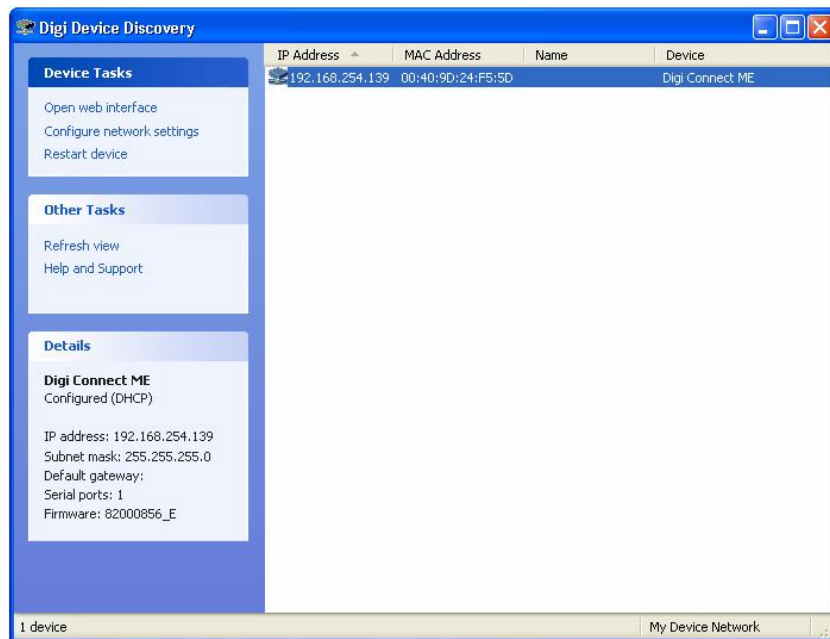 Digi Device Discovery
Device Tasks
Open web interface
Configure network settings
Restart device
Other Tasks
Refresh view
Help and Support
Details
Digi Connect ME
Configured (DHCP)
IP address: 192.168.254.139
Subnet mask: 255.255.255.0
Default gateway:
Serial ports: 1
Firmware: 82000856_E
IP Address MAC Address Name Device
192.168.254.139 00:40:9D:24:F5:5D Digi Connect ME
1 device My Device Network